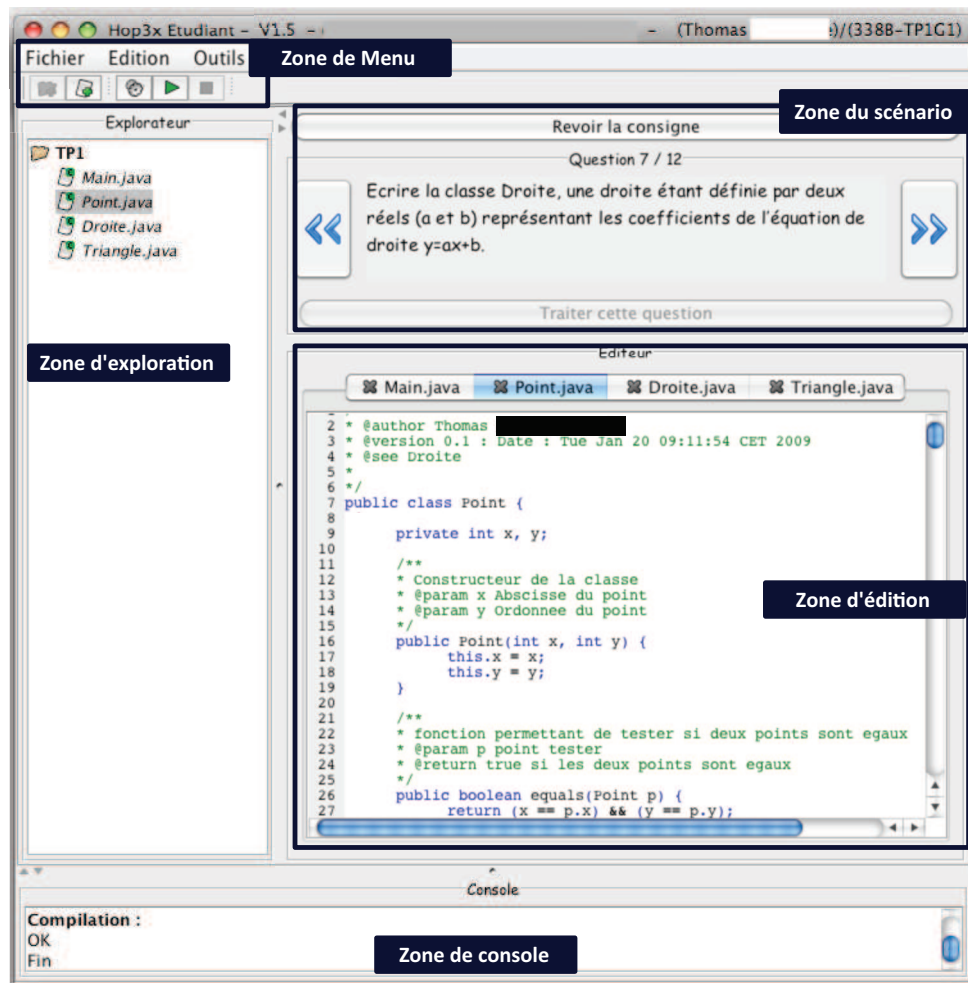 Hop3x Etudiant - V1.5 -
- (Thomas )/(338B-TP1G1)
Fichier Edition Outils
Zone de Menu
Explorateur
TP1
Main.java
Point.java
Droite.java
Triangle.java
Zone d'exploration
Zone du scénario
Revoir la consigne
Question 7 / 12
Ecrire la classe Droite, une droite étant définie par deux
réels (a et b) représentant les coefficients de l'équation de
droite y=ax+b.
Traiter cette question
Editeur
Main.java Point.java Droite.java Triangle.java
2 * @author Thomas
3 * @version 0.1 : Date : Tue Jan 20 09:11:54 CET 2009
4 * @see Droite
5 *
6 */
7 public class Point {
8
9 private int x, y;
10
11 /**
12 * Constructeur de la classe
13 * @param x Abscisse du point
14 * @param y Ordonnee du point
15 */
16 public Point(int x, int y) {
17 this.x = x;
18 this.y = y;
19 }
20
21 /**
22 * fonction permettant de tester si deux points sont egaux
23 * @param p point tester
24 * @return true si les deux points sont egaux
25 */
26 public boolean equals(Point p) {
27 return (x == p.x) && (y == p.y);
Zone d'édition
Console
Compilation :
OK
Fin
Zone de console